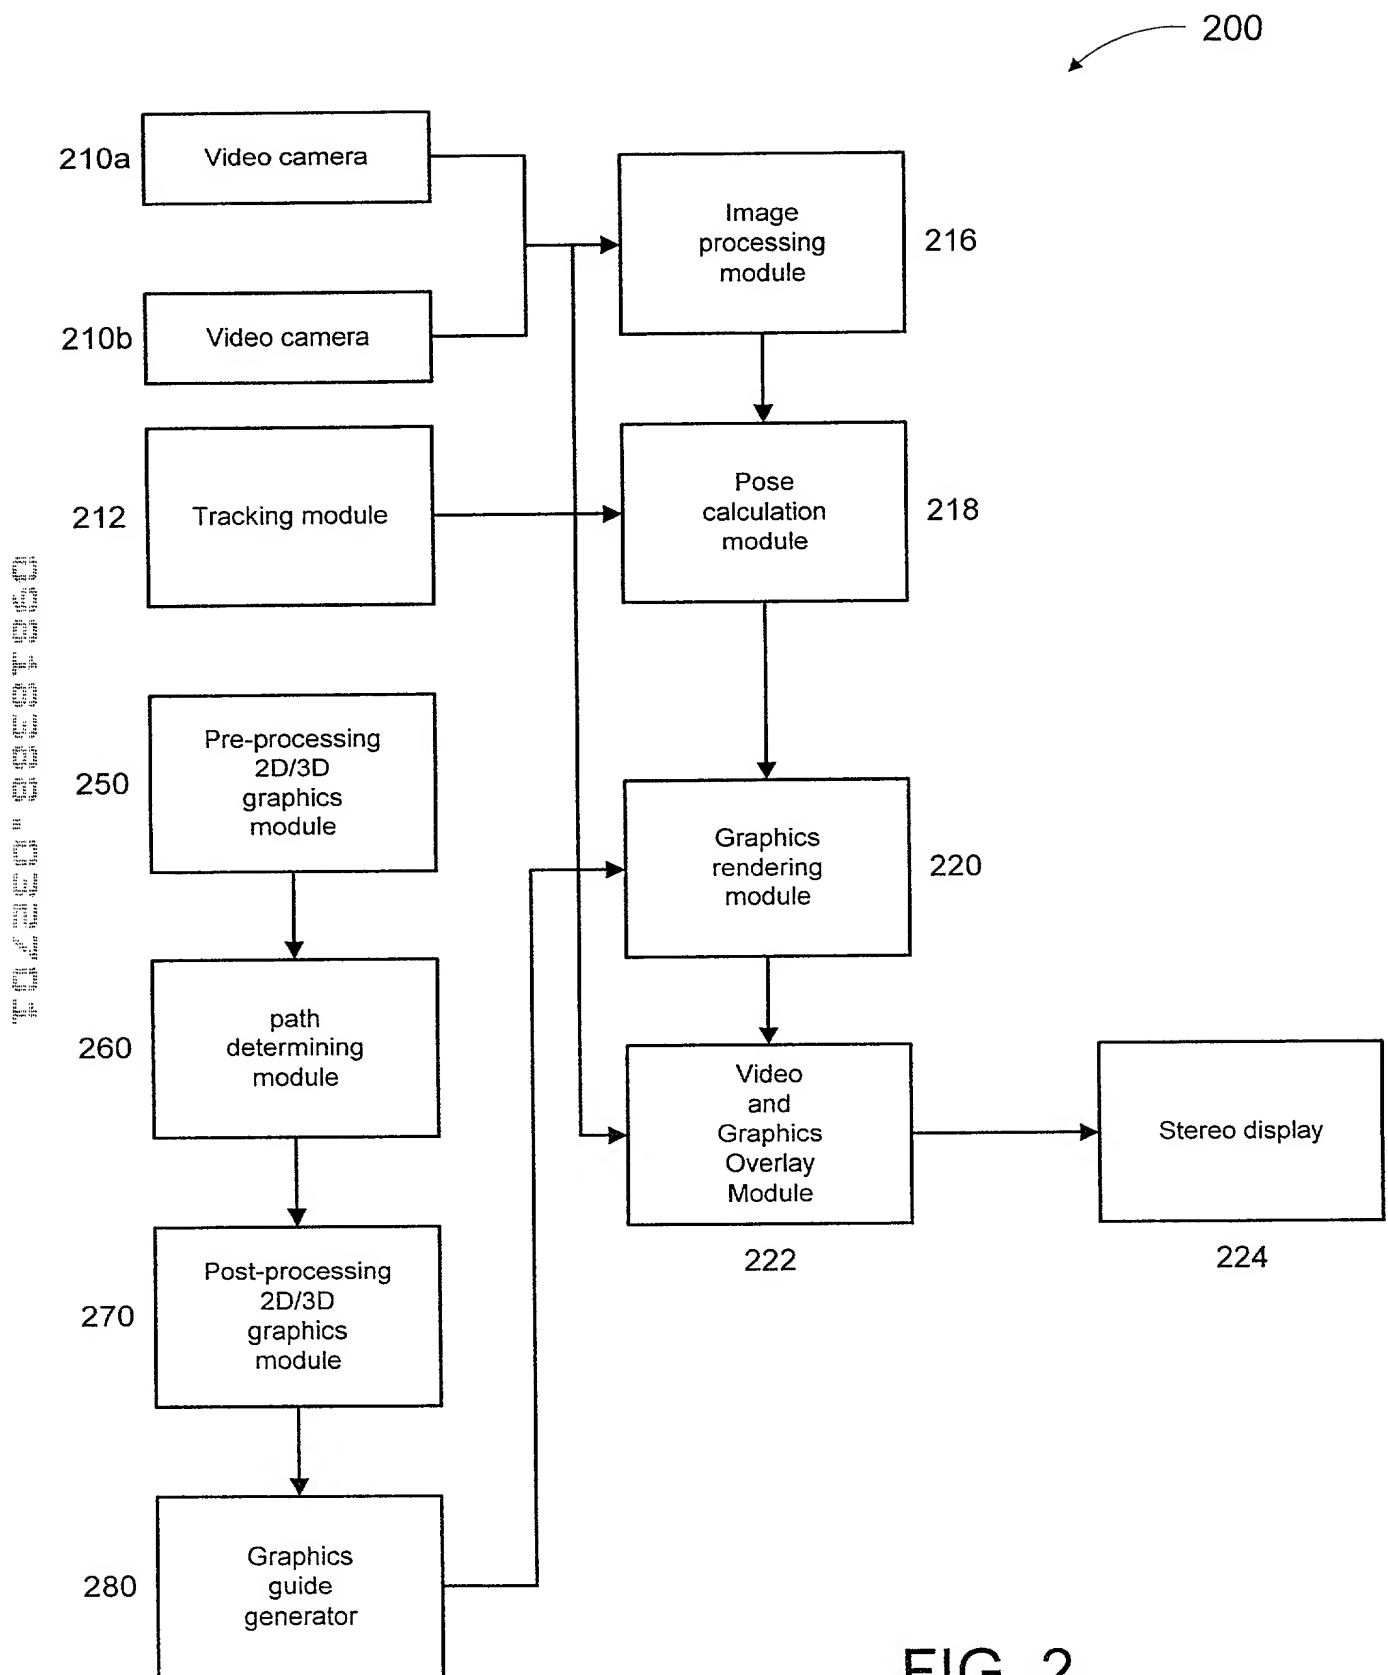 200
210a
Video camera
Image
processing
module
216
210b
Video camera
212
Tracking module
Pose
calculation
module
218
250
Pre-processing
2D/3D
graphics
module
Graphics
rendering
module
220
260
path
determining
module
Video
and
Graphics
Overlay
Module
222
Stereo display
224
270
Post-processing
2D/3D
graphics
module
280
Graphics
guide
generator
FIG. 2